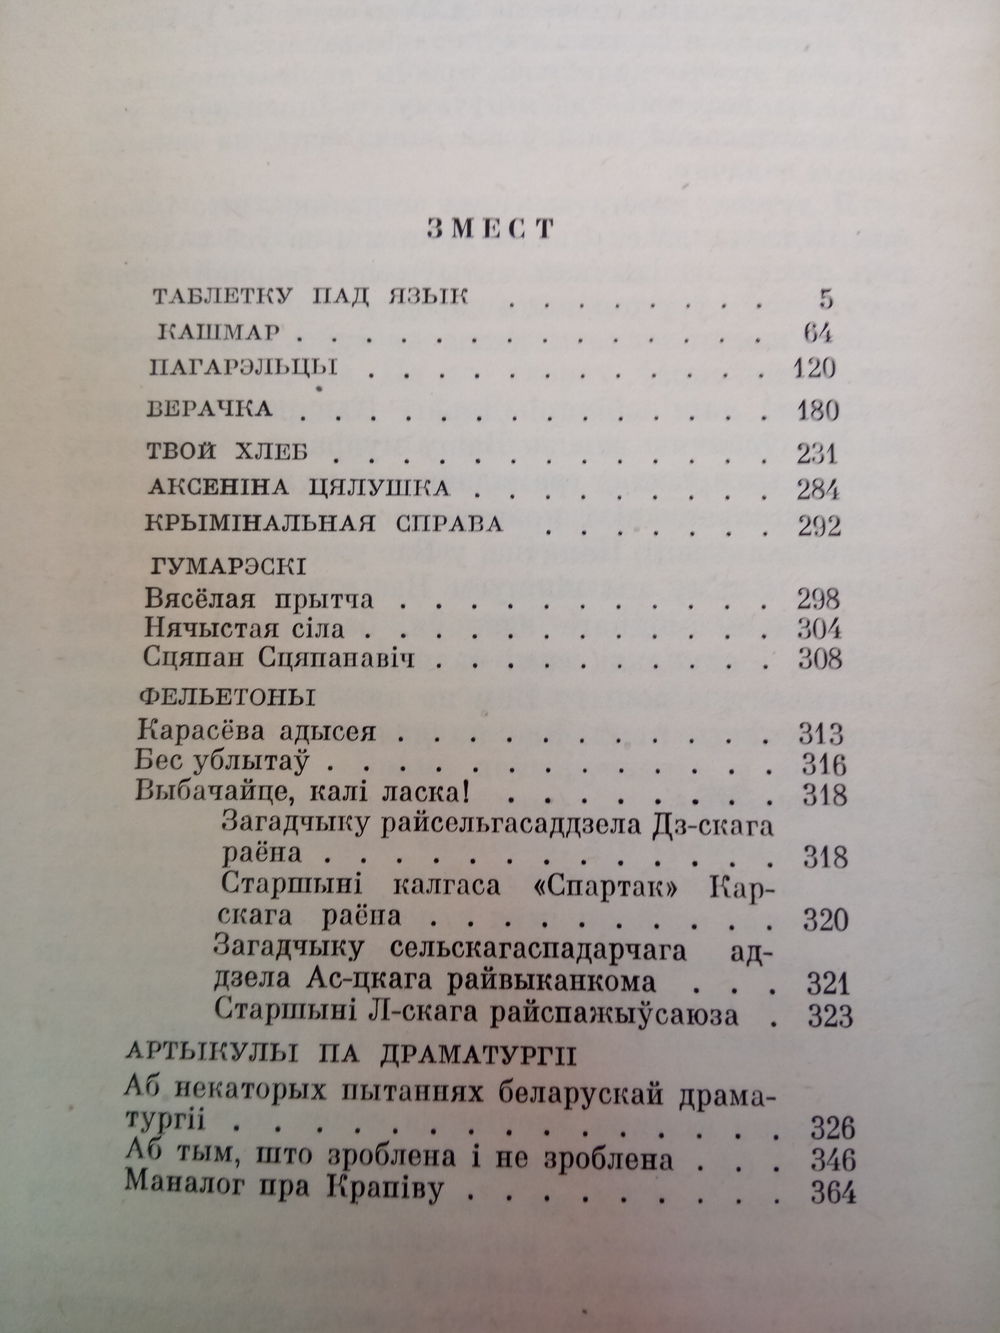 ЗМЕСТ
ТАБЛЕТКУ ПАД ЯЗЫК . . . . . . . . . 5
КАШМАР . . . . . . . . . . . . . . . 64
ПАГАРЭЛЬЦЫ . . . . . . . . . . . . . 120
ВЕРАЧКА . . . . . . . . . . . . . . 180
ТВОЙ ХЛЕБ . . . . . . . . . . . . . 231
АКСЕНІНА ЦЯЛУШКА . . . . . . . . . 284
КРЫМІНАЛЬНАЯ СПРАВА . . . . . . . 292
ГУМАРЭСКІ
Вясёлая прытча . . . . . . . . . . . 298
Нячыстая сіла . . . . . . . . . . . . 304
Сцяпан Сцяпанавіч . . . . . . . . . . 308
ФЕЛЬЕТОНЫ
Карасёва адысея . . . . . . . . . . . 313
Бес ублытаў . . . . . . . . . . . . . 316
Выбачайце, калі ласка! . . . . . . . . 318
Загадчыку райсельгасаддзела Дз-скага
раёна . . . . . . . . . . . . . 318
Старшыні калгаса «Спартак» Кар-
скага раёна . . . . . . . . . . 320
Загадчыку сельскагаспадарчага ад-
дзела Ас-цкага райвыканкома . . . 321
Старшыні Л-скага райспажыўсаюза . 323
АРТЫКУЛЫ ПА ДРАМАТУРГІІ
Аб некаторых пытаннях беларускай драма-
тургіі . . . . . . . . . . . . . . . 326
Аб тым, што зроблена і не зроблена . . . 346
Маналог пра Крапіву . . . . . . . . . 364